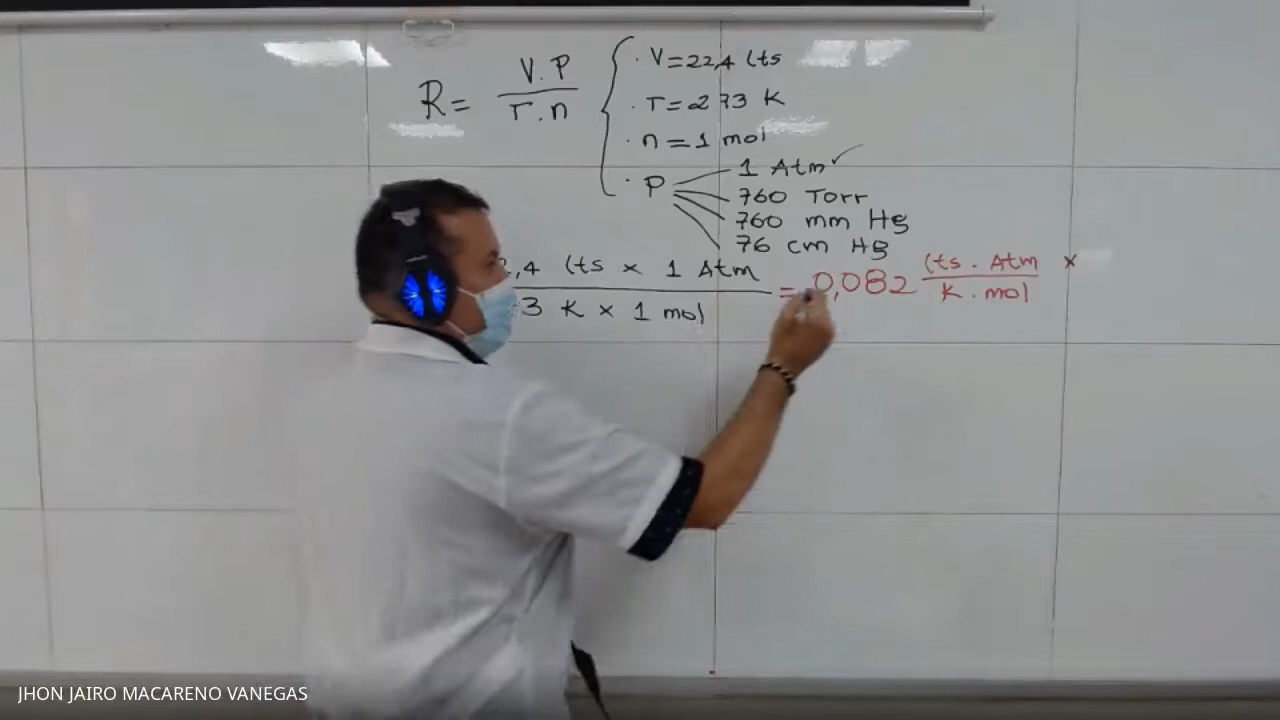 R= V.P / T.n
· V=22,4 lts
· T=273 K
· n=1 mol
· P
1 Atm ✓
760 Torr
760 mm Hg
76 cm Hg
,4 lts x 1 Atm / 3 K x 1 mol = 0,082 lts . Atm / K . mol x
JHON JAIRO MACARENO VANEGAS